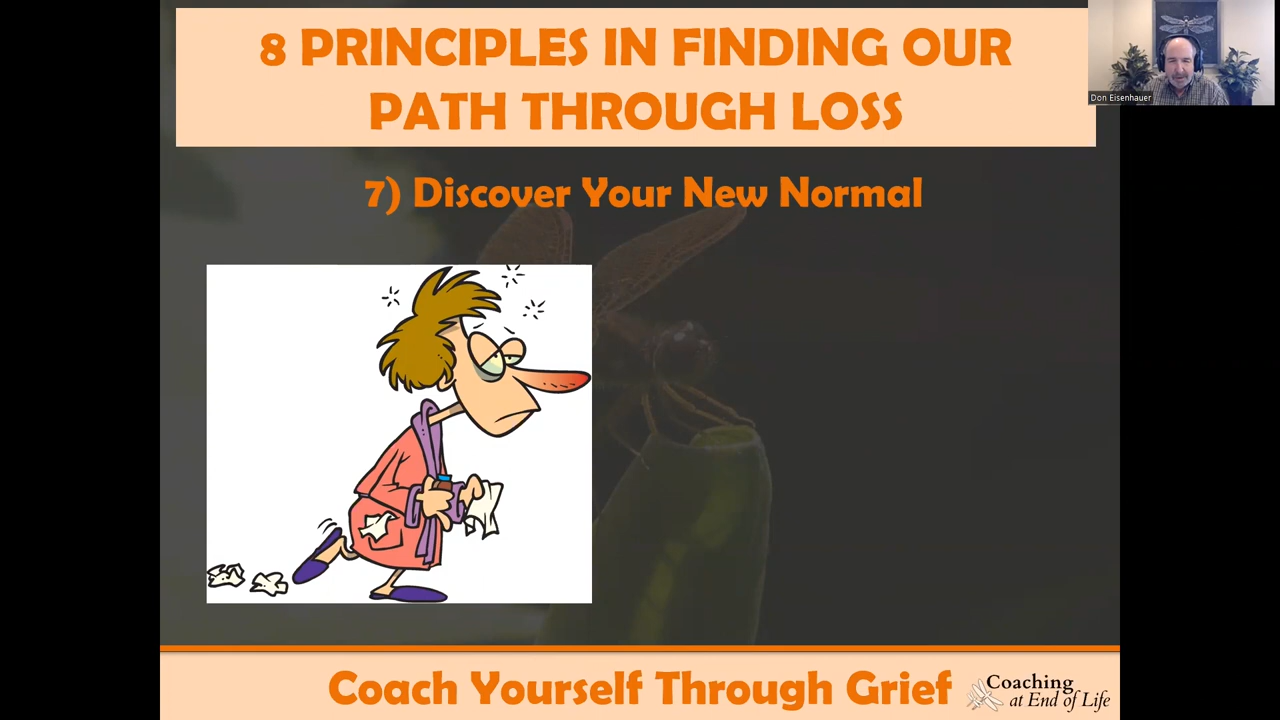 8 PRINCIPLES IN FINDING OUR
PATH THROUGH LOSS
Don Eisenhauer
7) Discover Your New Normal
Coach Yourself Through Grief
Coaching
at End of Life